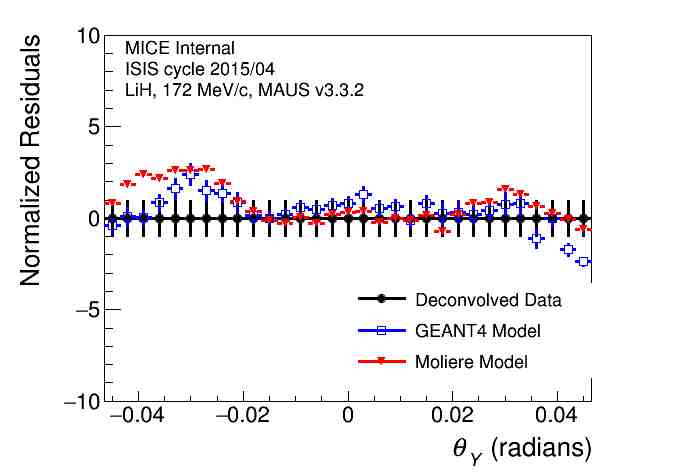 Normalized Residuals
10
5
0
−5
−10
MICE Internal
ISIS cycle 2015/04
LiH, 172 MeV/c, MAUS v3.3.2
Deconvolved Data
GEANT4 Model
Moliere Model
−0.04 −0.02 0 0.02 0.04
θY (radians)